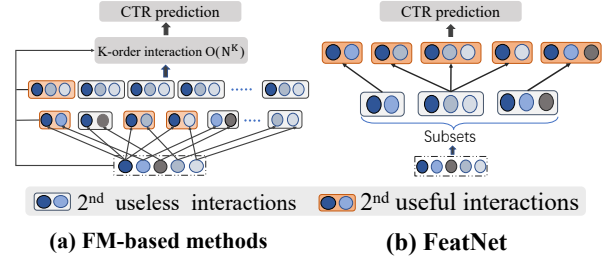 CTR prediction
K-order interaction O(N^K)
CTR prediction
Subsets
2nd useless interactions
2nd useful interactions
(a) FM-based methods
(b) FeatNet